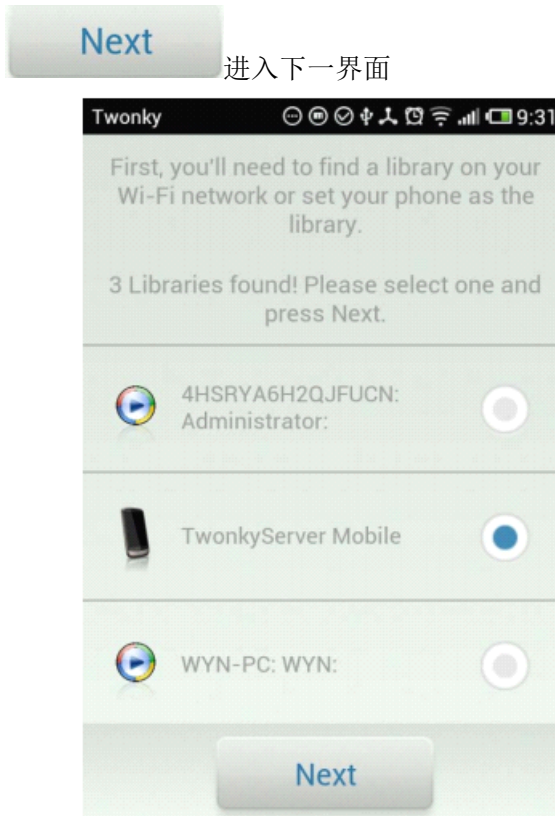 Next 进入下一界面
Twonky 9:31
First, you'll need to find a library on your
Wi-Fi network or set your phone as the
library.
3 Libraries found! Please select one and
press Next.
4HSRYA6H2QJFUCN:
Administrator:
TwonkyServer Mobile
WYN-PC: WYN:
Next